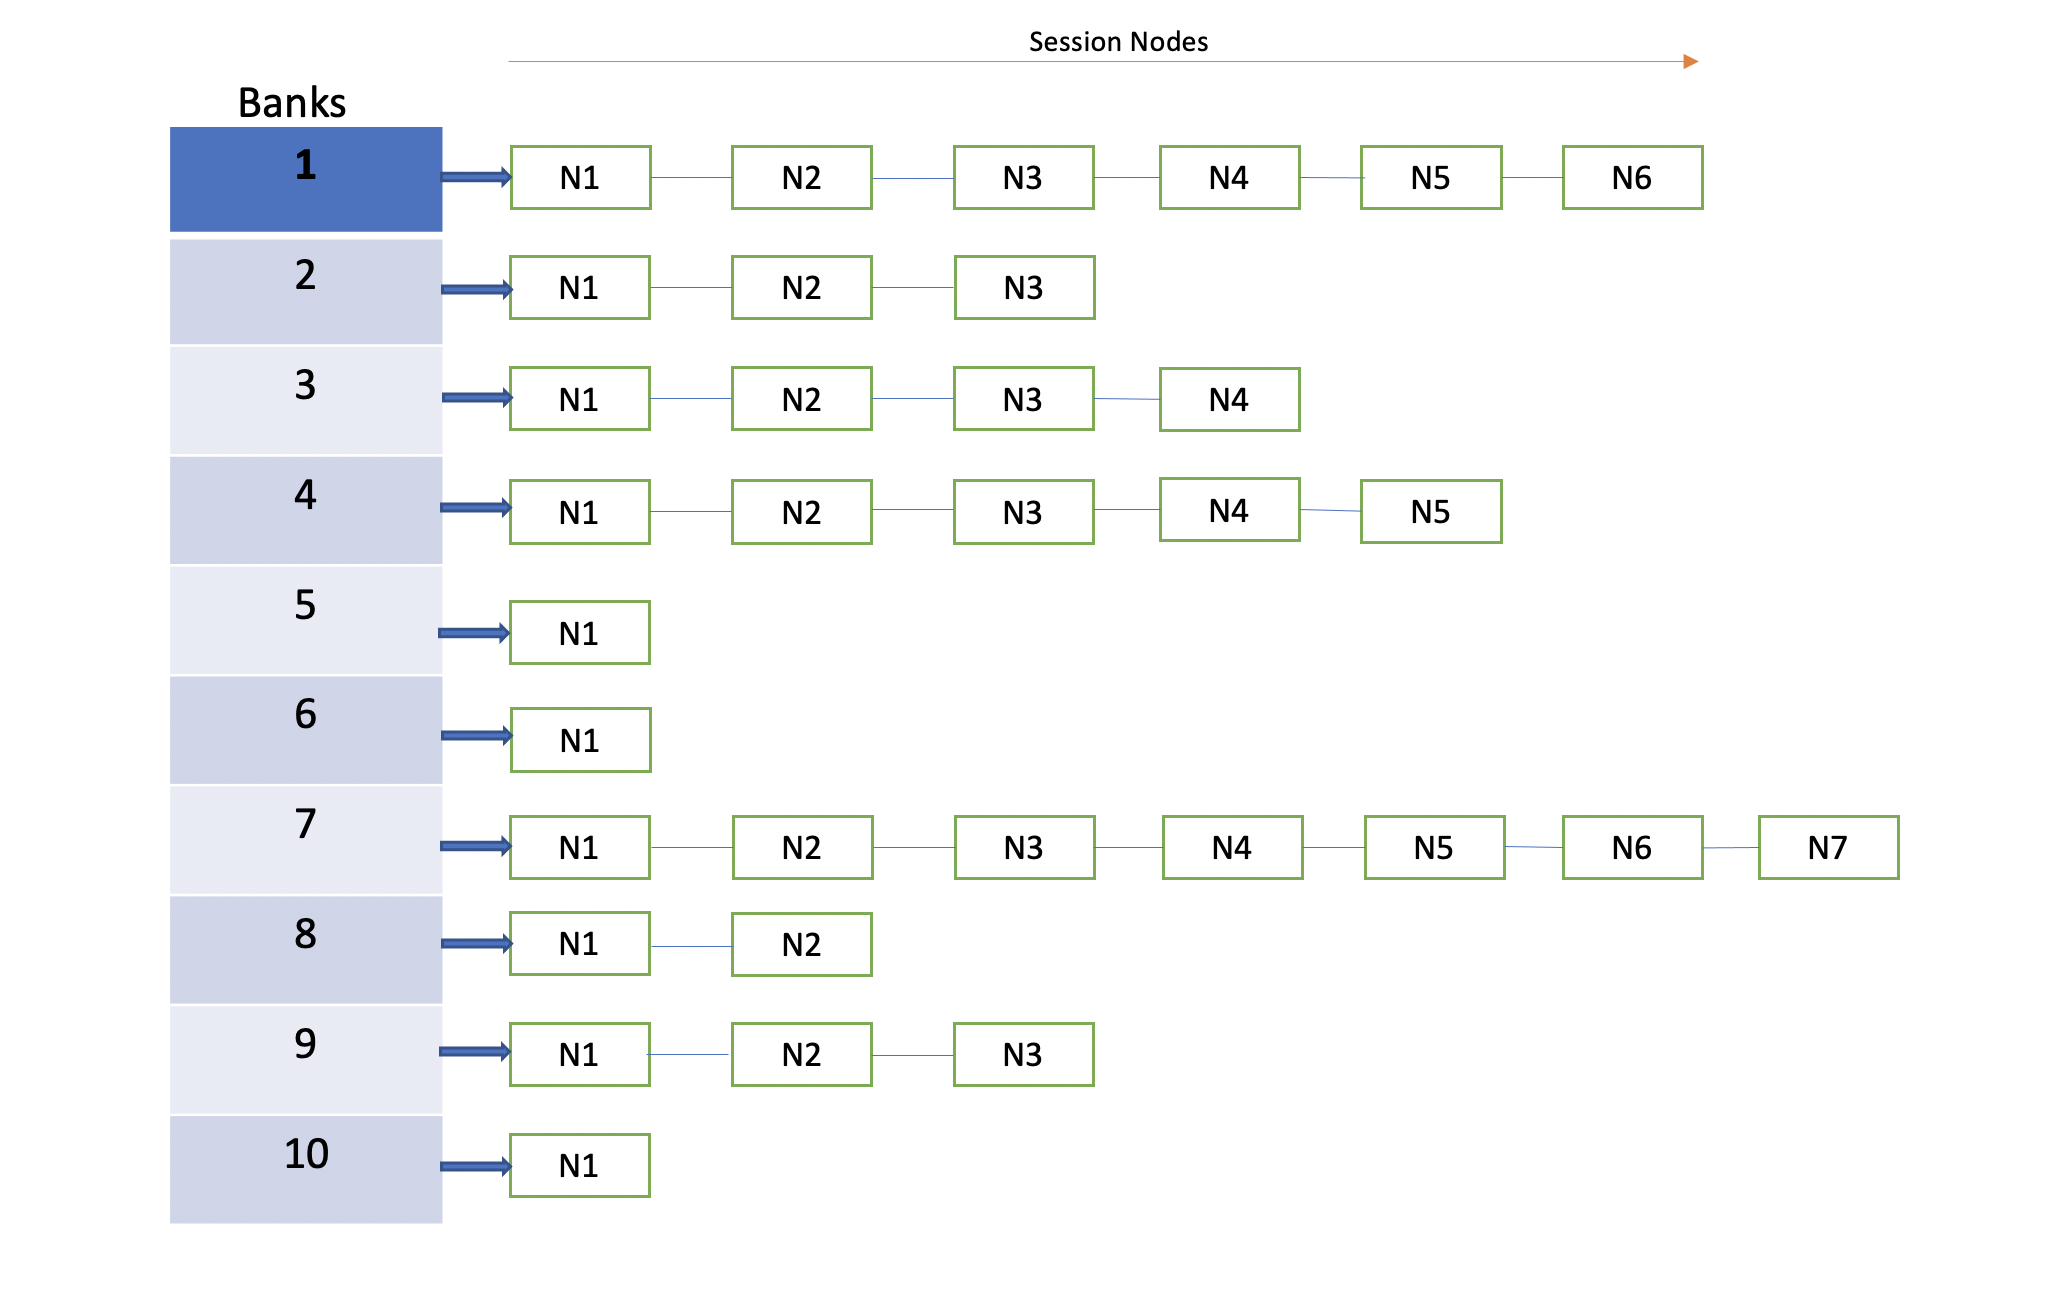 Session Nodes
Banks
1 N1 N2 N3 N4 N5 N6
2 N1 N2 N3
3 N1 N2 N3 N4
4 N1 N2 N3 N4 N5
5 N1
6 N1
7 N1 N2 N3 N4 N5 N6 N7
8 N1 N2
9 N1 N2 N3
10 N1